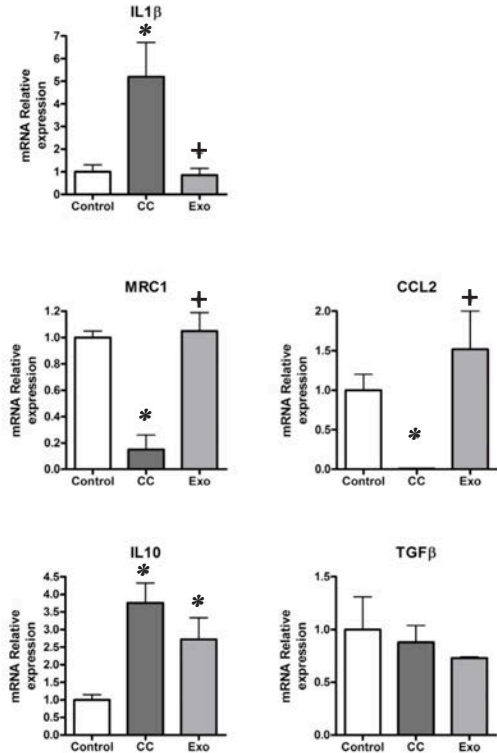 IL1β
mRNA Relative
expression
7
6
5
4
3
2
1
0
*
+
Control CC Exo
MRC1
mRNA Relative
expression
1.2
1.0
0.8
0.6
0.4
0.2
0.0
*
+
Control CC Exo
CCL2
mRNA Relative
expression
2.0
1.5
1.0
0.5
0.0
*
+
Control CC Exo
IL10
mRNA Relative
expression
4.5
4.0
3.5
3.0
2.5
2.0
1.5
1.0
0.5
0.0
*
*
Control CC Exo
TGFβ
mRNA Relative
expression
1.5
1.0
0.5
0.0
Control CC Exo